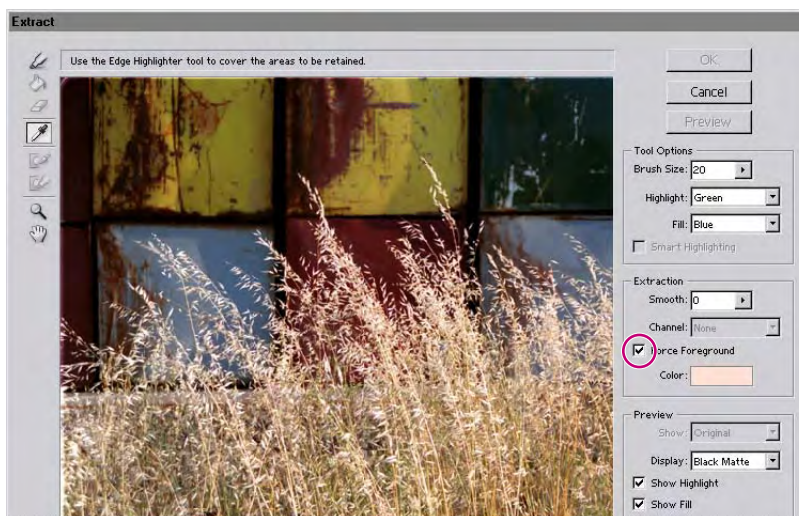 Extract
Use the Edge Highlighter tool to cover the areas to be retained.
OK
Cancel
Preview
Tool Options
Brush Size: 20
Highlight: Green
Fill: Blue
Smart Highlighting
Extraction
Smooth: 0
Channel: None
Force Foreground
Color:
Preview
Show: Original
Display: Black Matte
Show Highlight
Show Fill